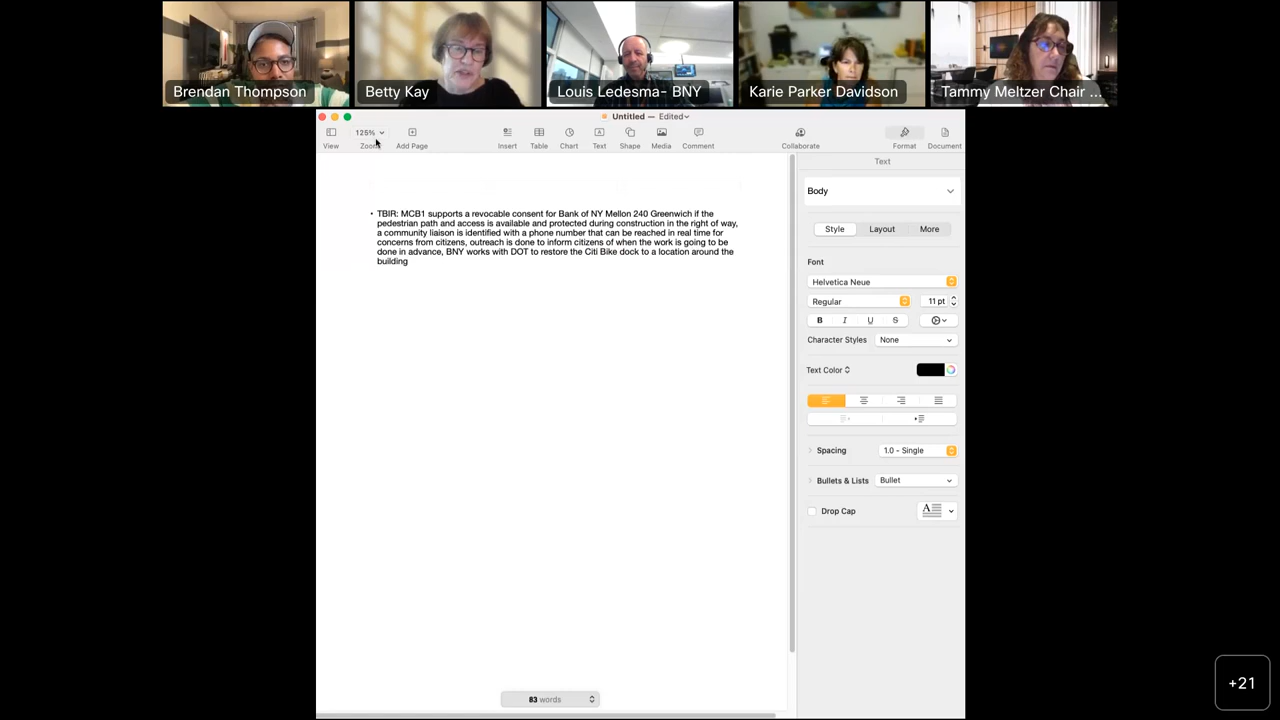 Brendan Thompson
Betty Kay
Louis Ledesma- BNY
Karie Parker Davidson
Tammy Meltzer Chair ...
Untitled — Edited
125%
View
Zoom
Add Page
Insert
Table
Chart
Text
Shape
Media
Comment
Collaborate
Format
Document
• TBIR: MCB1 supports a revocable consent for Bank of NY Mellon 240 Greenwich if the
pedestrian path and access is available and protected during construction in the right of way,
a community liaison is identified with a phone number that can be reached in real time for
concerns from citizens, outreach is done to inform citizens of when the work is going to be
done in advance, BNY works with DOT to restore the Citi Bike dock to a location around the
building
Text
Body
Style
Layout
More
Font
Helvetica Neue
Regular
11 pt
B I U S
Character Styles
None
Text Color
Spacing
1.0 - Single
Bullets & Lists
Bullet
Drop Cap
A
83 words
+21